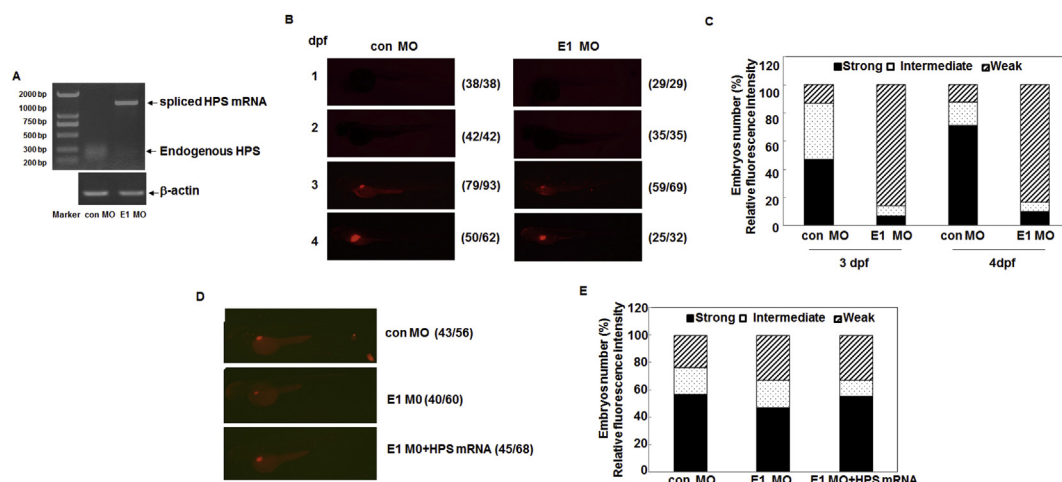 A
2000 bp
1000 bp
750 bp
500 bp
300 bp
200 bp
spliced HPS mRNA
Endogenous HPS
β-actin
Marker con MO E1 MO
B
dpf con MO E1 MO
1 (38/38) (29/29)
2 (42/42) (35/35)
3 (79/93) (59/69)
4 (50/62) (25/32)
C
Embryos number (%)
Relative fluorescence Intensity
120
100
80
60
40
20
0
Strong Intermediate Weak
con MO E1 MO con MO E1 MO
3 dpf 4dpf
D
con MO (43/56)
E1 M0 (40/60)
E1 M0+HPS mRNA (45/68)
E
Embryos number (%)
Relative fluorescence Intensity
120
100
80
60
40
20
0
Strong Intermediate Weak
con MO E1 MO E1 MO+HPS mRNA